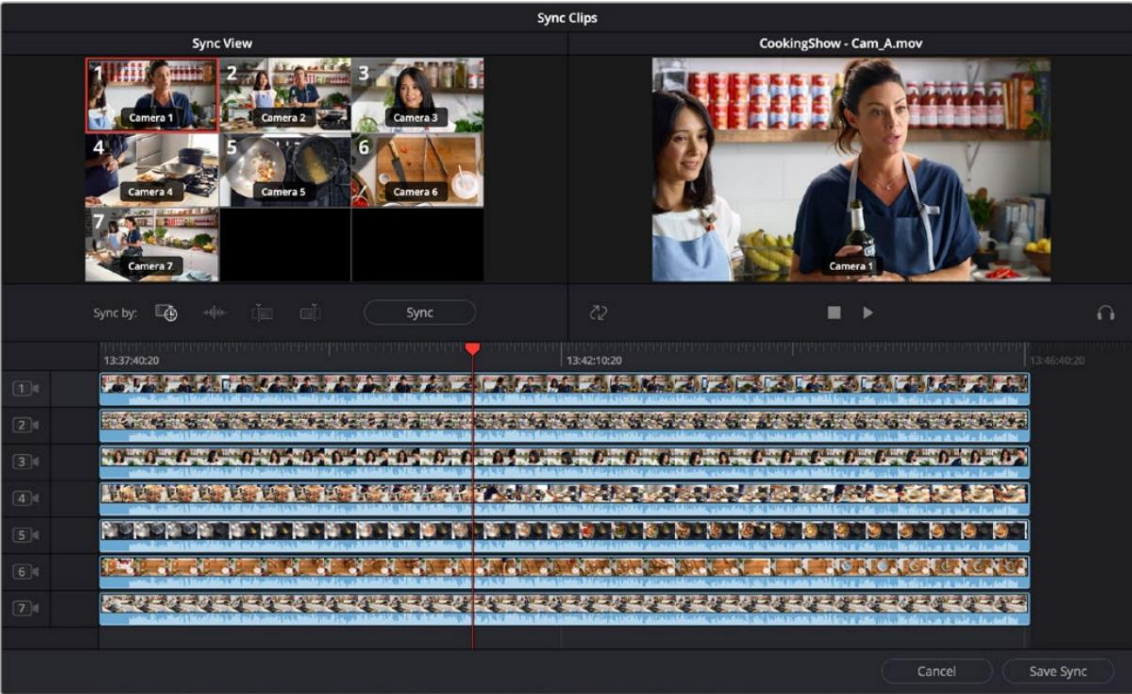 Sync Clips
Sync View
CookingShow - Cam_A.mov
1
2
3
Camera 1
Camera 2
Camera 3
4
5
6
Camera 4
Camera 5
Camera 6
7
Camera 7
Camera 1
Sync by:
Sync
13:37:40:20
13:42:10:20
13:46:40:20
1
2
3
4
5
6
7
Cancel
Save Sync